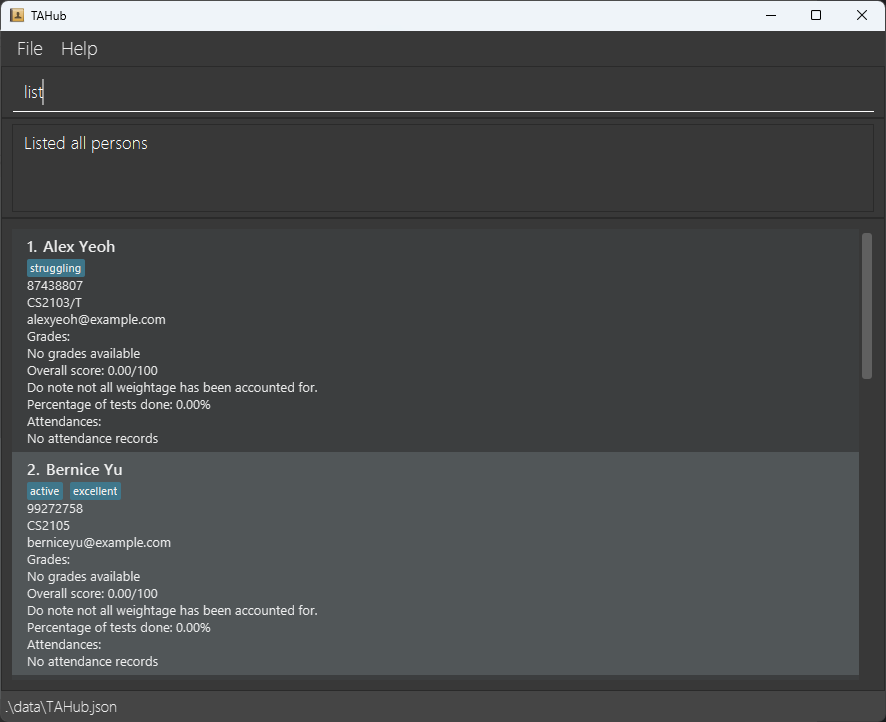 TAHub
File Help
list
Listed all persons
1. Alex Yeoh
struggling
87438807
CS2103/T
alexyeoh@example.com
Grades:
No grades available
Overall score: 0.00/100
Do note not all weightage has been accounted for.
Percentage of tests done: 0.00%
Attendances:
No attendance records
2. Bernice Yu
active excellent
99272758
CS2105
berniceyu@example.com
Grades:
No grades available
Overall score: 0.00/100
Do note not all weightage has been accounted for.
Percentage of tests done: 0.00%
Attendances:
No attendance records
.\data\TAHub.json